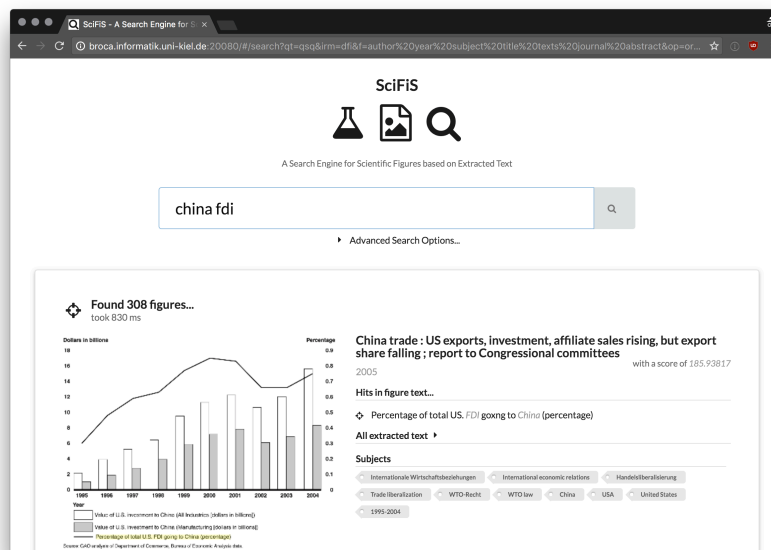 SciFiS - A Search Engine for S
broca.informatik.uni-kiel.de:20080/#/search?qt=qsq&irm=dfi&f=author%20year%20subject%20title%20texts%20journal%20abstract&op=or...
SciFiS
A Search Engine for Scientific Figures based on Extracted Text
china fdi
Advanced Search Options...
Found 308 figures...
took 830 ms
Dollars in billions
Percentage
18
16
14
12
10
8
6
4
2
0
0.9
0.8
0.7
0.6
0.5
0.4
0.3
0.2
0.1
0
1995 1996 1997 1998 1999 2000 2001 2002 2003 2004
Year
Value of U.S. investment to China (All Industries [dollars in billions])
Value of U.S. investment to China (Manufacturing [dollars in billions])
Percentage of total U.S. FDI going to China (percentage)
Source: GAO analysis of Department of Commerce, Bureau of Economic Analysis data.
China trade : US exports, investment, affiliate sales rising, but export
share falling ; report to Congressional committees
with a score of 185.93817
2005
Hits in figure text...
Percentage of total US. FDI goxng to China (percentage)
All extracted text
Subjects
Internationale Wirtschaftsbeziehungen International economic relations Handelsliberalisierung
Trade liberalization WTO-Recht WTO law China USA United States
1995-2004